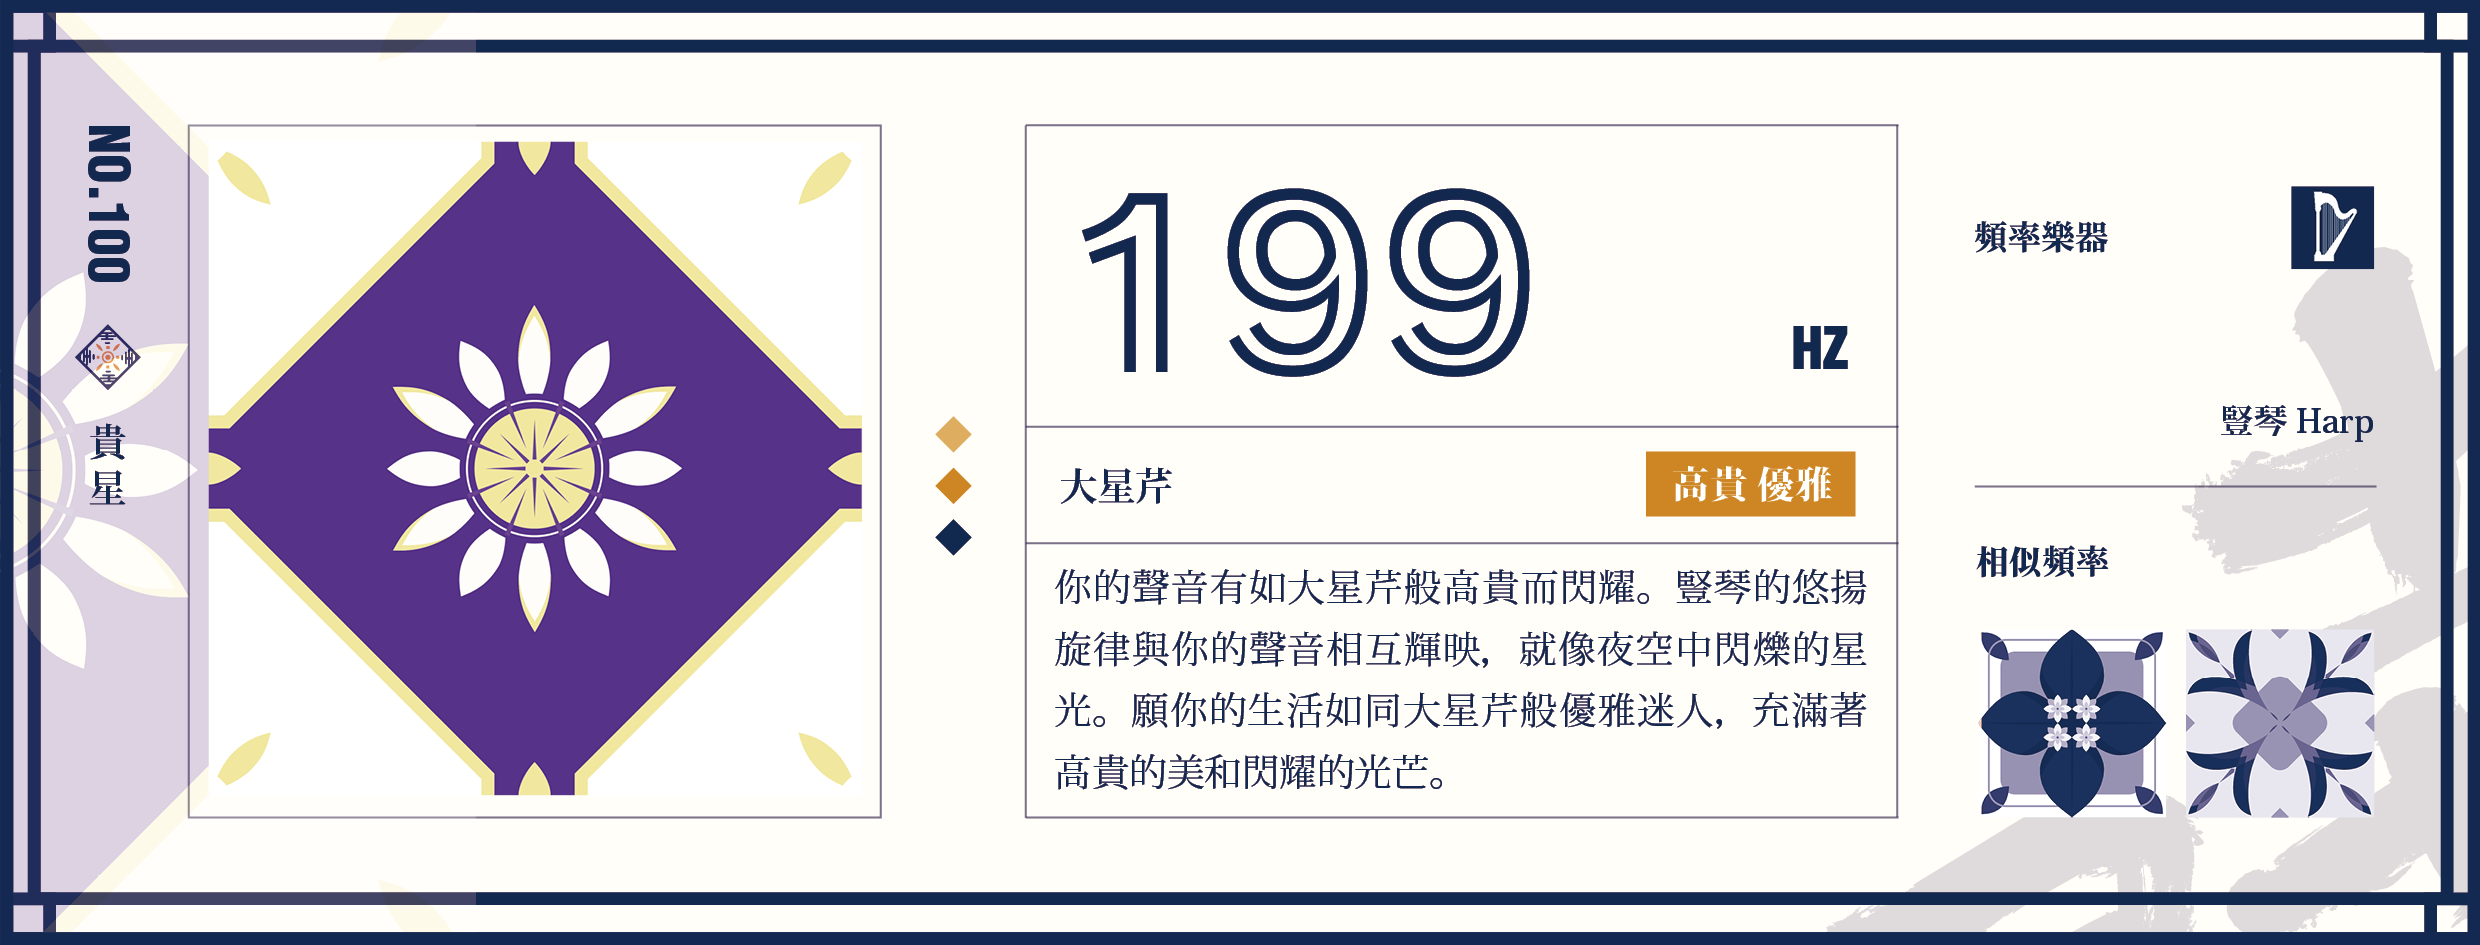 NO.100
貴星
199
HZ
大星芹
高貴 優雅
你的聲音有如大星芹般高貴而閃耀。豎琴的悠揚
旋律與你的聲音相互輝映，就像夜空中閃爍的星
光。願你的生活如同大星芹般優雅迷人，充滿著
高貴的美和閃耀的光芒。
頻率樂器
豎琴 Harp
相似頻率